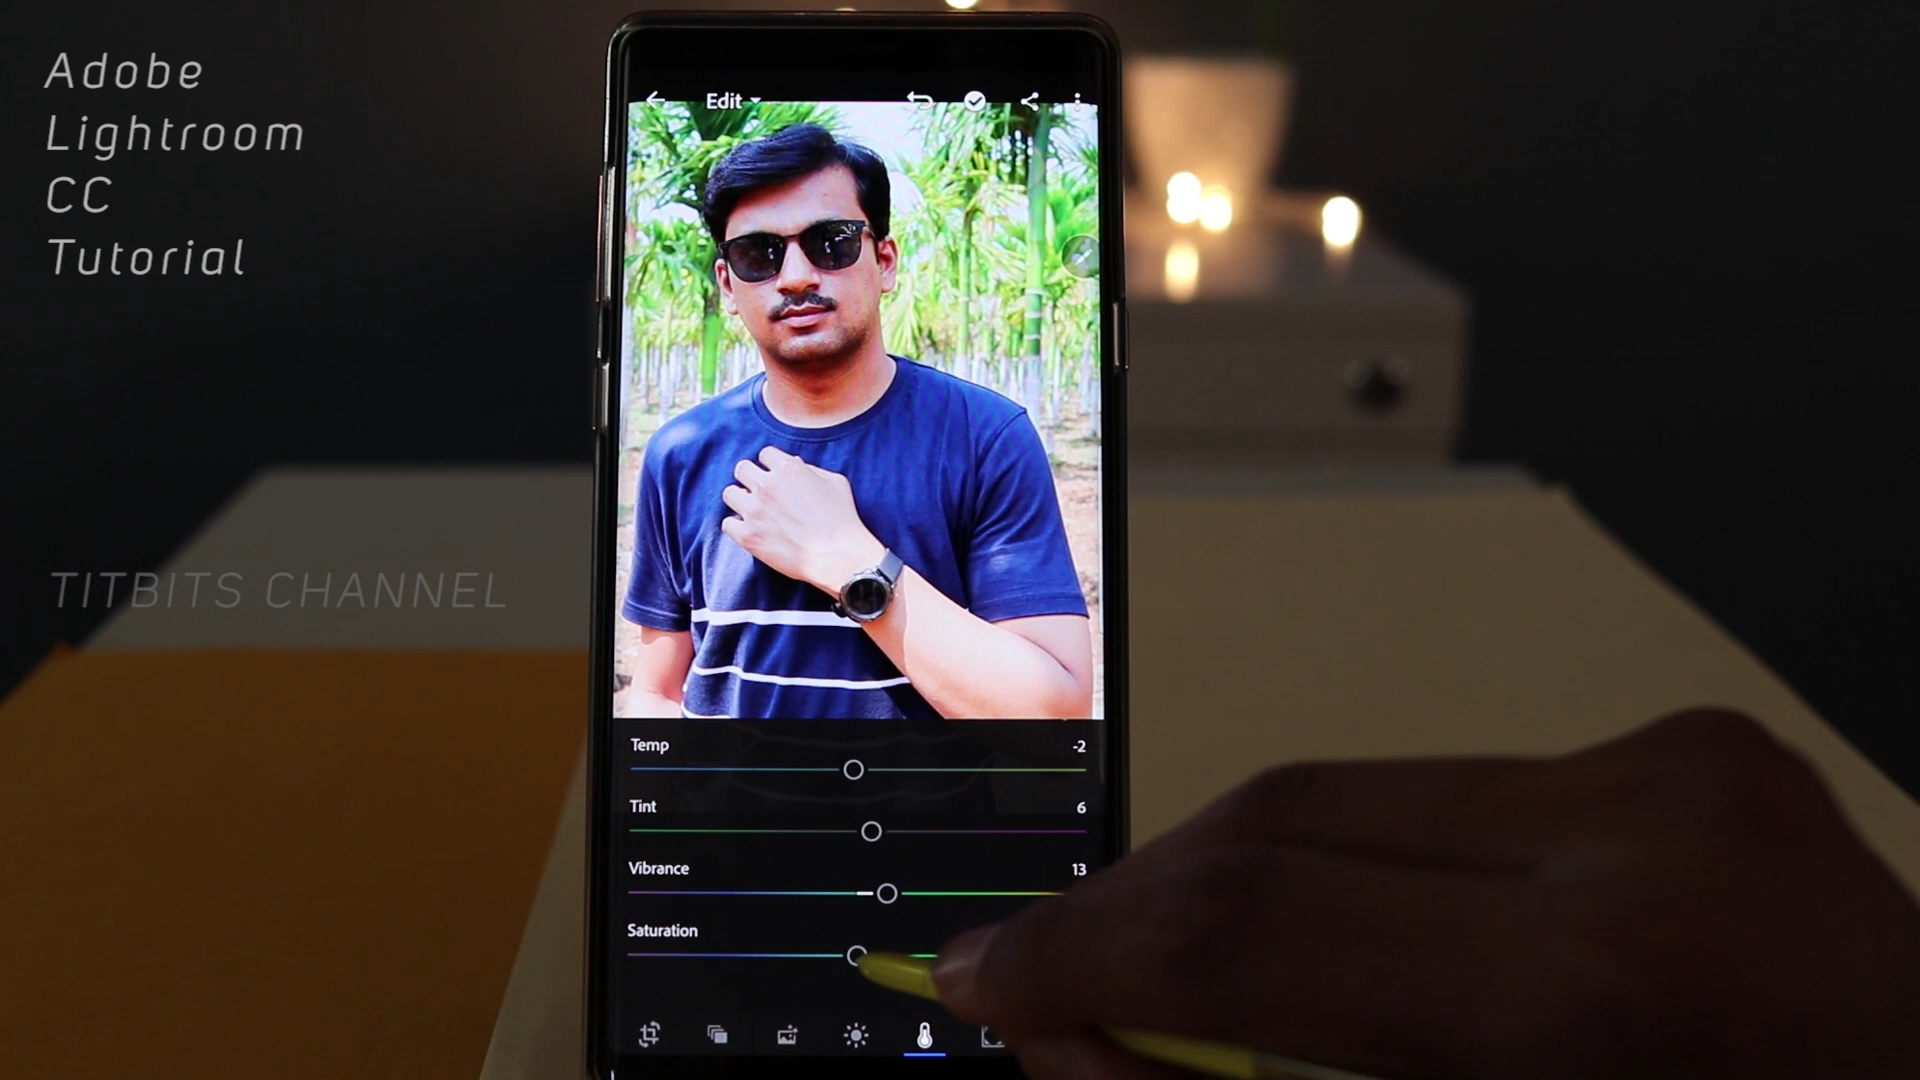 Adobe
Lightroom
CC
Tutorial
TITBITS CHANNEL
Edit
Temp -2
Tint 6
Vibrance 13
Saturation